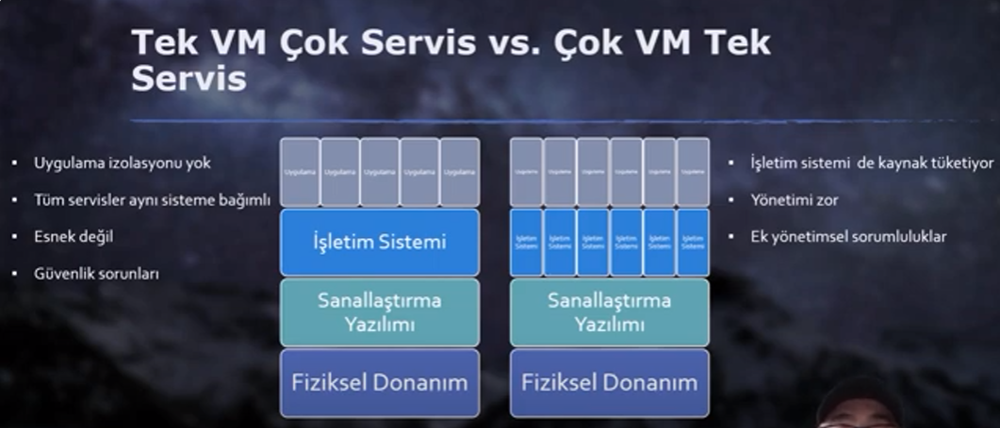 Tek VM Çok Servis vs. Çok VM Tek
Servis
▪ Uygulama izolasyonu yok
▪ Tüm servisler aynı sisteme bağımlı
▪ Esnek değil
▪ Güvenlik sorunları
Uygulama Uygulama Uygulama Uygulama Uygulama
İşletim Sistemi
Sanallaştırma
Yazılımı
Fiziksel Donanım
Uygulama Uygulama Uygulama Uygulama Uygulama Uygulama
İşletim İşletim İşletim İşletim İşletim İşletim
Sistemi Sistemi Sistemi Sistemi Sistemi Sistemi
Sanallaştırma
Yazılımı
Fiziksel Donanım
▪ İşletim sistemi de kaynak tüketiyor
▪ Yönetimi zor
▪ Ek yönetimsel sorumluluklar